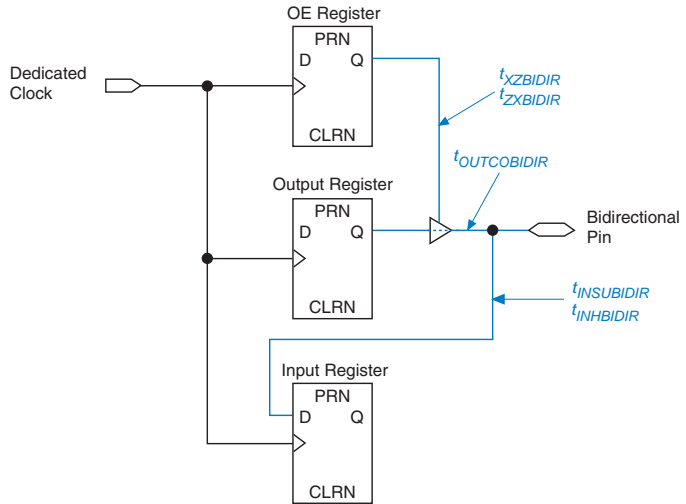 OE Register
PRN
D Q
CLRN
Dedicated
Clock
tXZBIDIR
tZXBIDIR
tOUTCOBIDIR
Output Register
PRN
D Q
CLRN
Bidirectional
Pin
tINSUBIDIR
tINHBIDIR
Input Register
PRN
D Q
CLRN